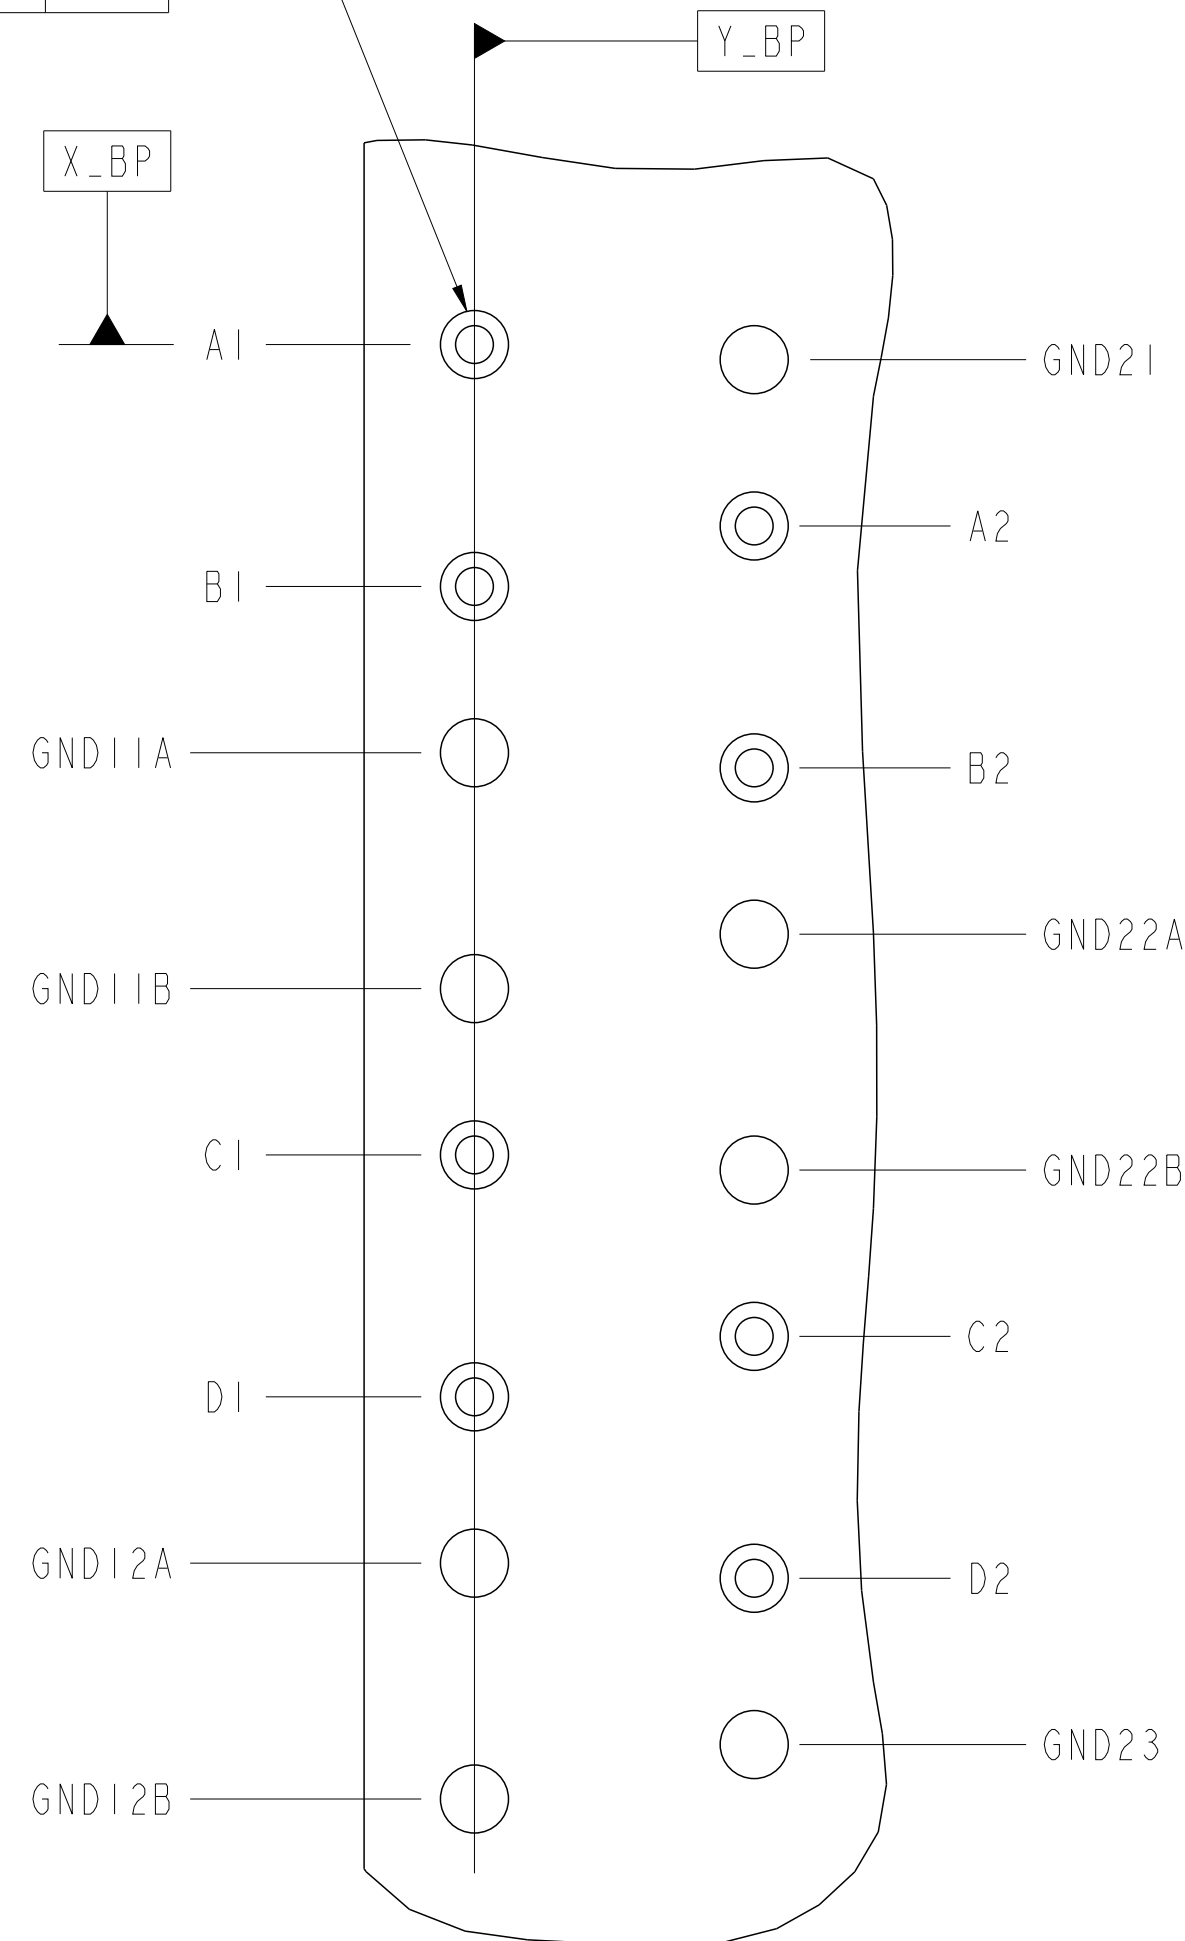 Y_BP
X_BP
A1
GND21
A2
B1
GND11A
B2
GND22A
GND11B
C1
GND22B
C2
D1
GND12A
D2
GND23
GND12B